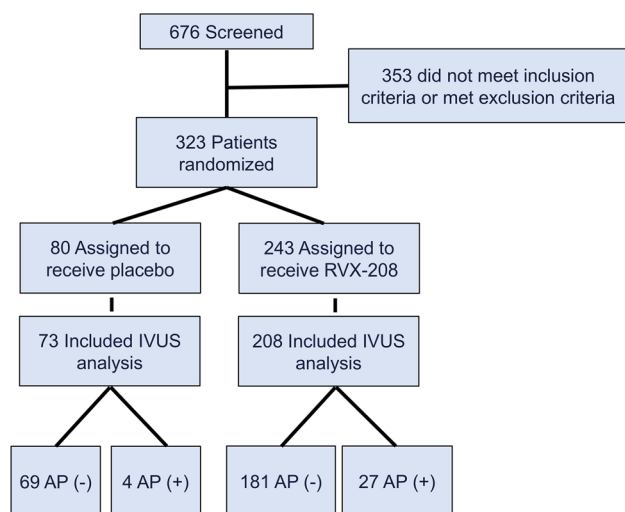 676 Screened
353 did not meet inclusion
criteria or met exclusion criteria
323 Patients
randomized
80 Assigned to
receive placebo
243 Assigned to
receive RVX-208
73 Included IVUS
analysis
208 Included IVUS
analysis
69 AP (-)
4 AP (+)
181 AP (-)
27 AP (+)